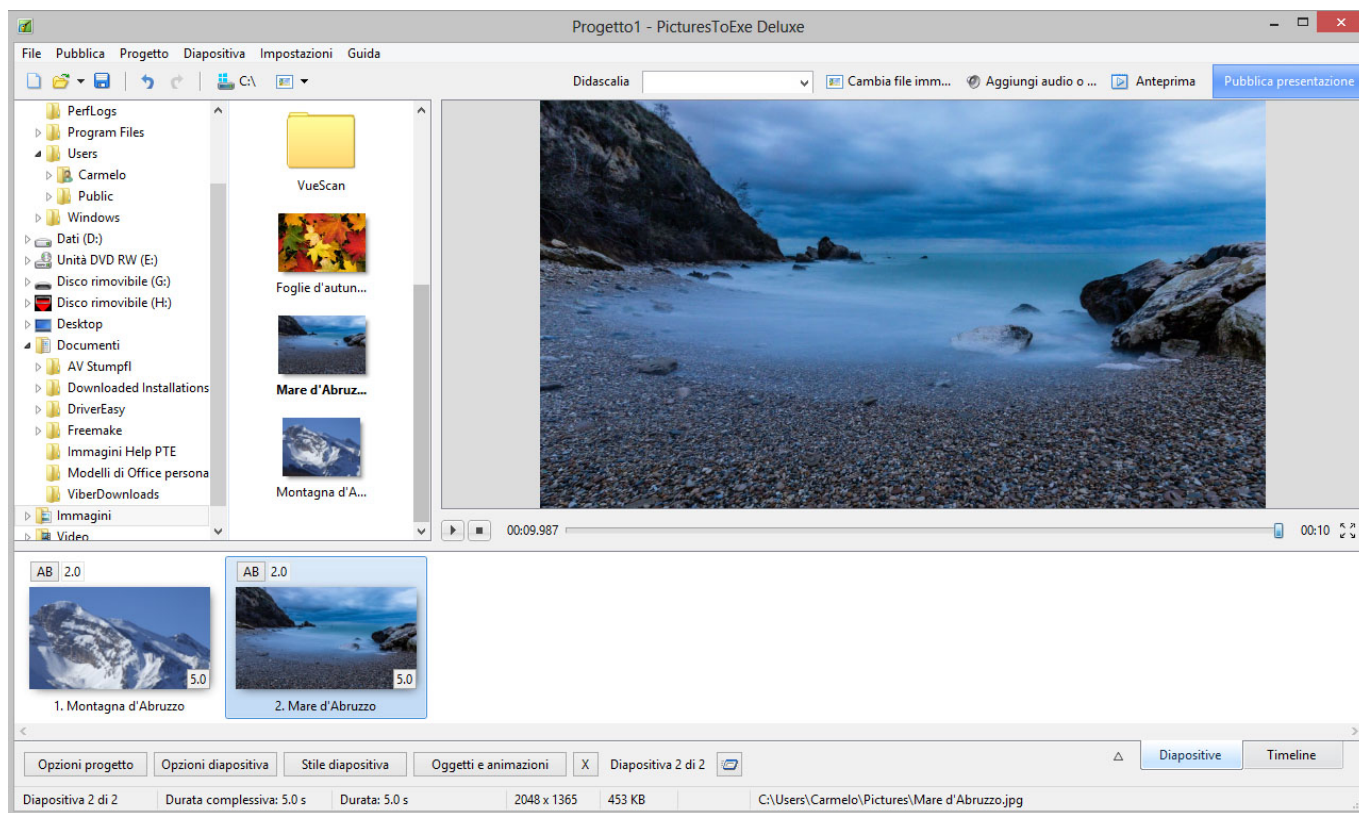 Progetto1 - PicturesToExe Deluxe
File Pubblica Progetto Diapositiva Impostazioni Guida
C:\ Didascalia Cambia file imm... Aggiungi audio o ... Anteprima Pubblica presentazione
PerfLogs
Program Files
Users
Carmelo
Public
Windows
Dati (D:)
Unità DVD RW (E:)
Disco rimovibile (G:)
Disco rimovibile (H:)
Desktop
Documenti
AV Stumpfl
Downloaded Installations
DriverEasy
Freemake
Immagini Help PTE
Modelli di Office persona
ViberDownloads
Immagini
Video
VueScan
Foglie d'autun...
Mare d'Abruz...
Montagna d'A...
00:09.987 00:10
AB 2.0
5.0
1. Montagna d'Abruzzo
AB 2.0
5.0
2. Mare d'Abruzzo
Opzioni progetto Opzioni diapositiva Stile diapositiva Oggetti e animazioni X Diapositiva 2 di 2 Diapositive Timeline
Diapositiva 2 di 2 Durata complessiva: 5.0 s Durata: 5.0 s 2048 x 1365 453 KB C:\Users\Carmelo\Pictures\Mare d'Abruzzo.jpg